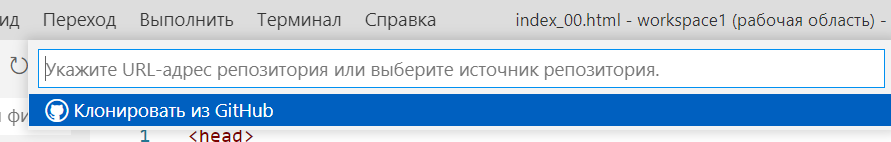 Переход Выполнить Терминал Справка index_00.html - workspace1 (рабочая область) -
Укажите URL-адрес репозитория или выберите источник репозитория.
Клонировать из GitHub
1 <head>